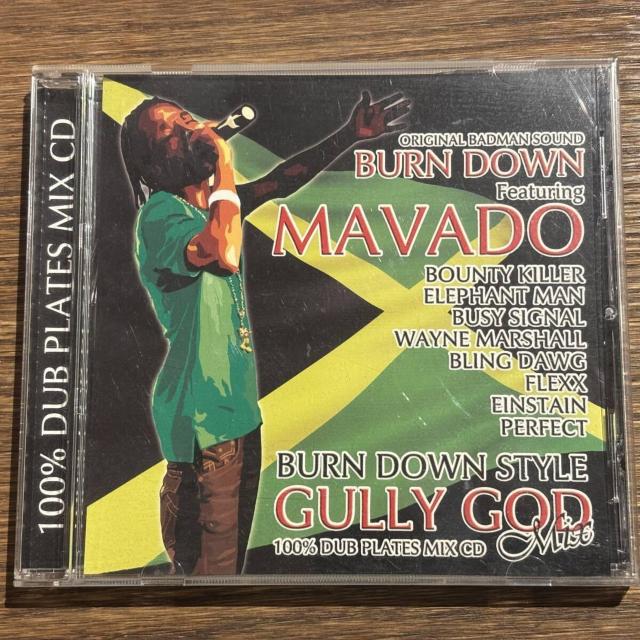 100% DUB PLATES MIX CD
ORIGINAL BADMAN SOUND
BURN DOWN
Featuring
MAVADO
BOUNTY KILLER
ELEPHANT MAN
BUSY SIGNAL
WAYNE MARSHALL
BLING DAWG
FLEXX
EINSTAIN
PERFECT
BURN DOWN STYLE
GULLY GOD
Mix
100% DUB PLATES MIX CD